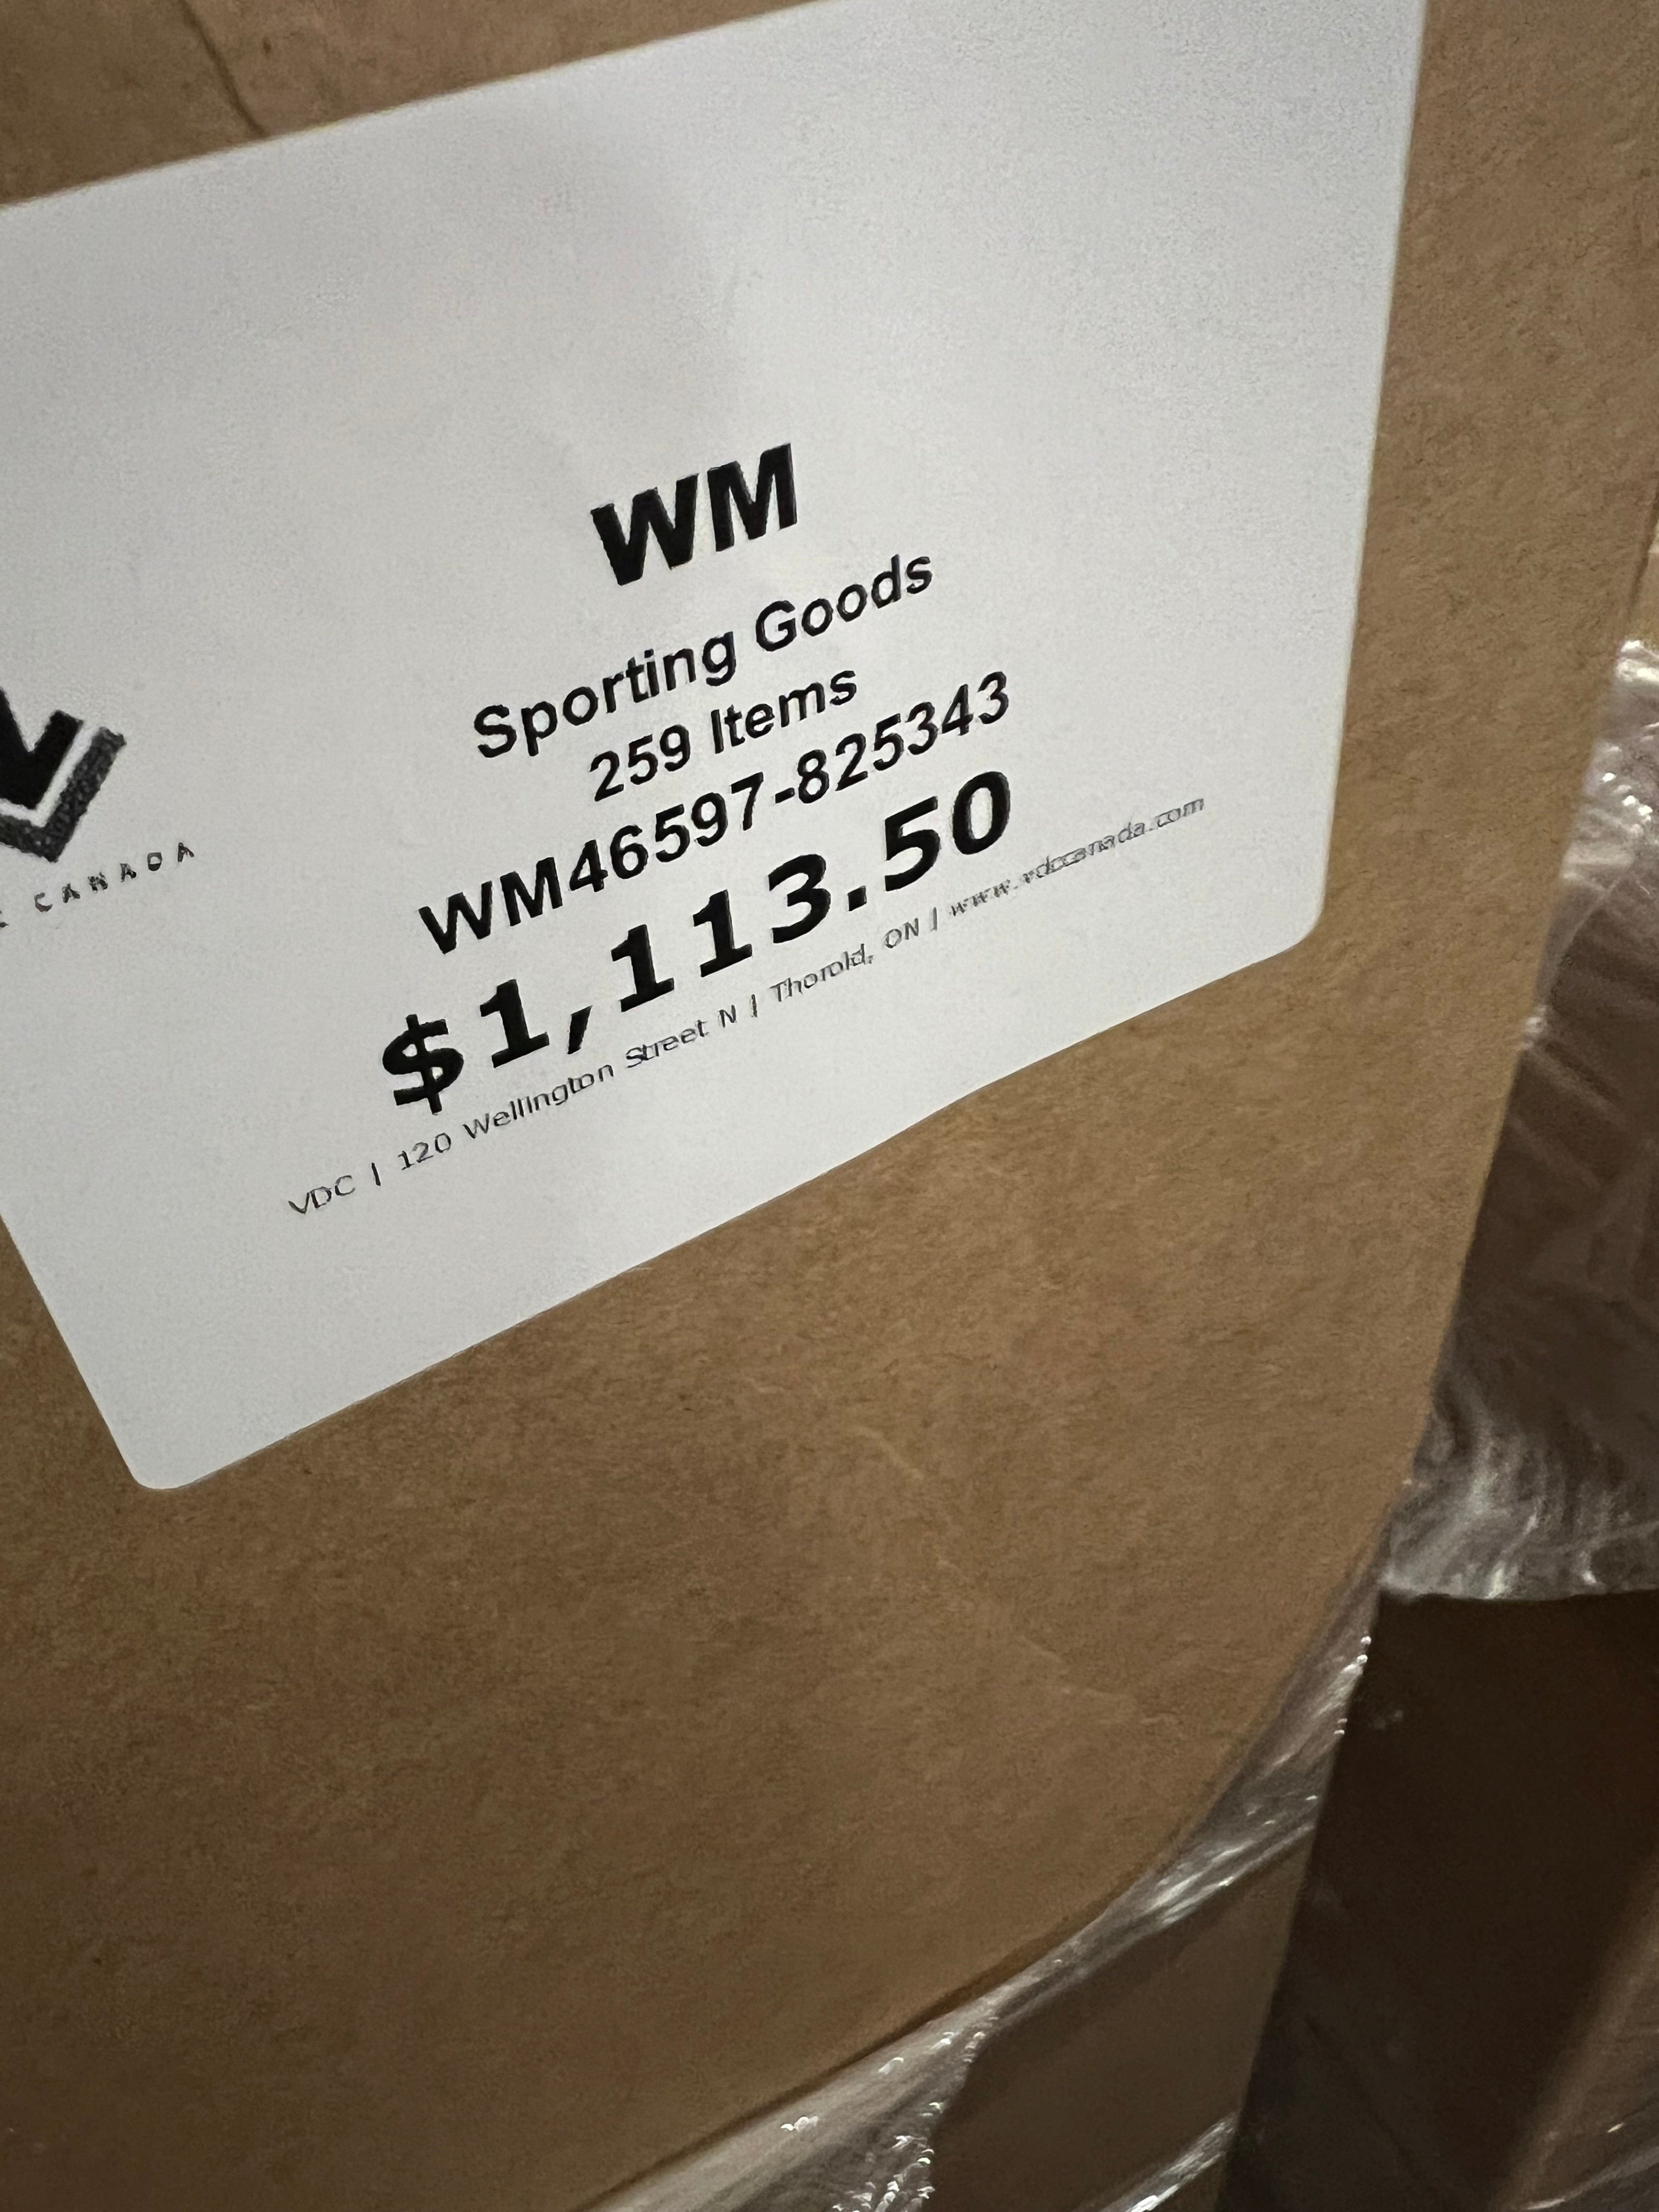 CANADA
WM
Sporting Goods
259 Items
WM46597-825343
$1,113.50
VDC | 120 Wellington Street N | Thorold, ON | www.vdccanada.com